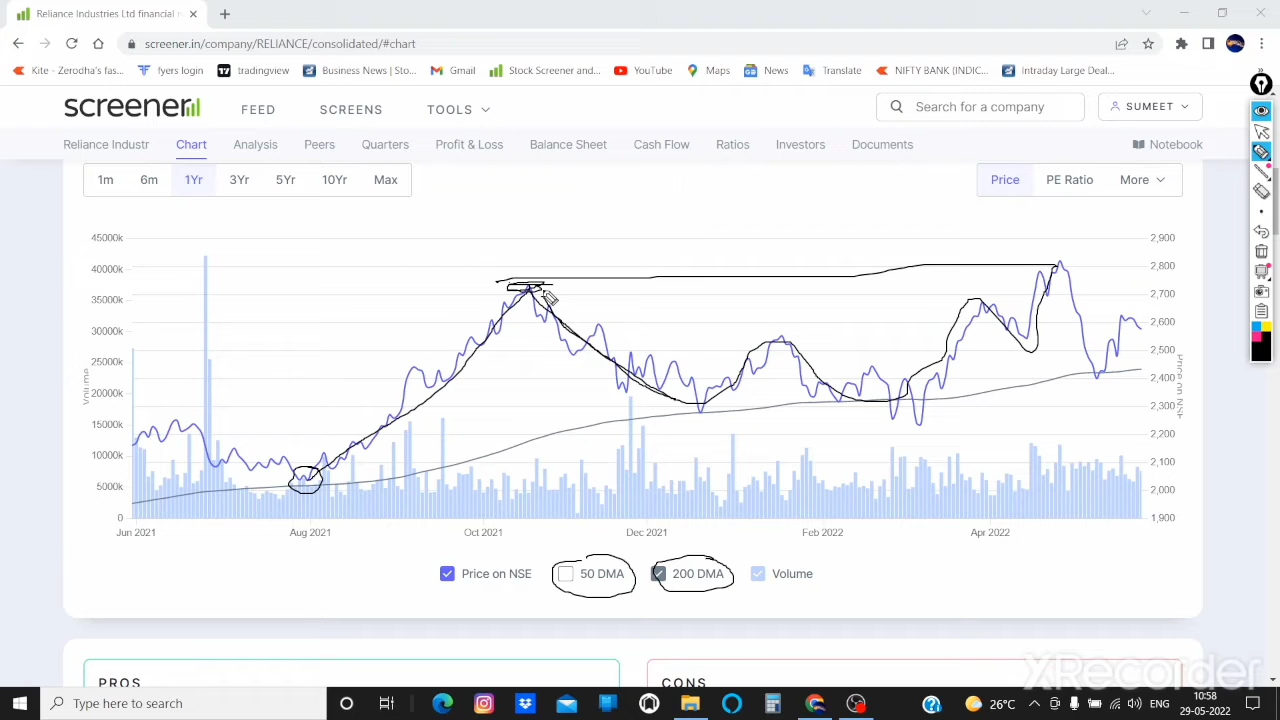 Reliance Industries Ltd financial r
screener.in/company/RELIANCE/consolidated/#chart
Kite - Zerodha's fas...
fyers login
tradingview
Business News | Sto...
Gmail
Stock Screener and...
YouTube
Maps
News
Translate
NIFTY BANK (INDIC...
Intraday Large Deal...
screener
FEED
SCREENS
TOOLS
Search for a company
SUMEET
Reliance Industr
Chart
Analysis
Peers
Quarters
Profit & Loss
Balance Sheet
Cash Flow
Ratios
Investors
Documents
Notebook
1m 6m 1Yr 3Yr 5Yr 10Yr Max
Price PE Ratio More
45000k
40000k
35000k
30000k
25000k
20000k
15000k
10000k
5000k
0
Volume
2,900
2,800
2,700
2,600
2,500
2,400
2,300
2,200
2,100
2,000
1,900
Price on NSE
Jun 2021 Aug 2021 Oct 2021 Dec 2021 Feb 2022 Apr 2022
Price on NSE 50 DMA 200 DMA Volume
PROS
CONS
XRecorder
Type here to search
26°C
ENG
10:58
29-05-2022